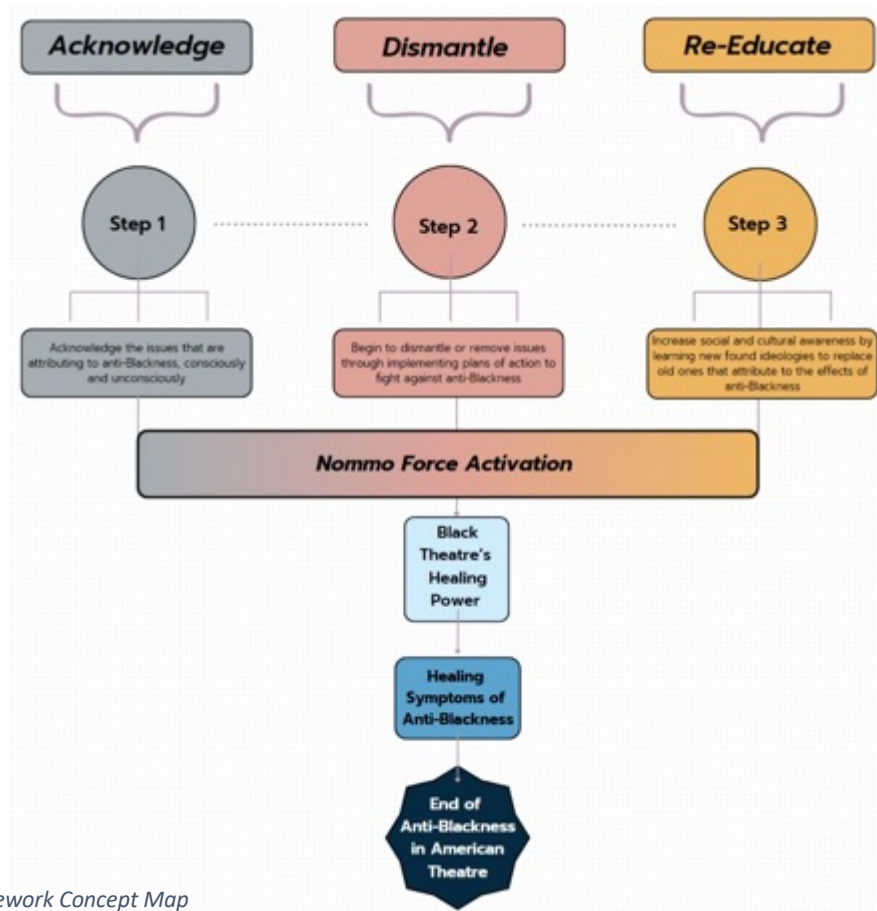 Acknowledge
Dismantle
Re-Educate
Step 1
Step 2
Step 3
Acknowledge the issues that are
attributing to anti-Blackness, consciously
and unconsciously
Begin to dismantle or remove issues
through implementing plans of action to
fight against anti-Blackness
Increase social and cultural awareness by
learning new found ideologies to replace
old ones that attribute to the effects of
anti-Blackness
Nommo Force Activation
Black
Theatre's
Healing
Power
Healing
Symptoms of
Anti-Blackness
End of
Anti-Blackness
in American
Theatre
Concept Map